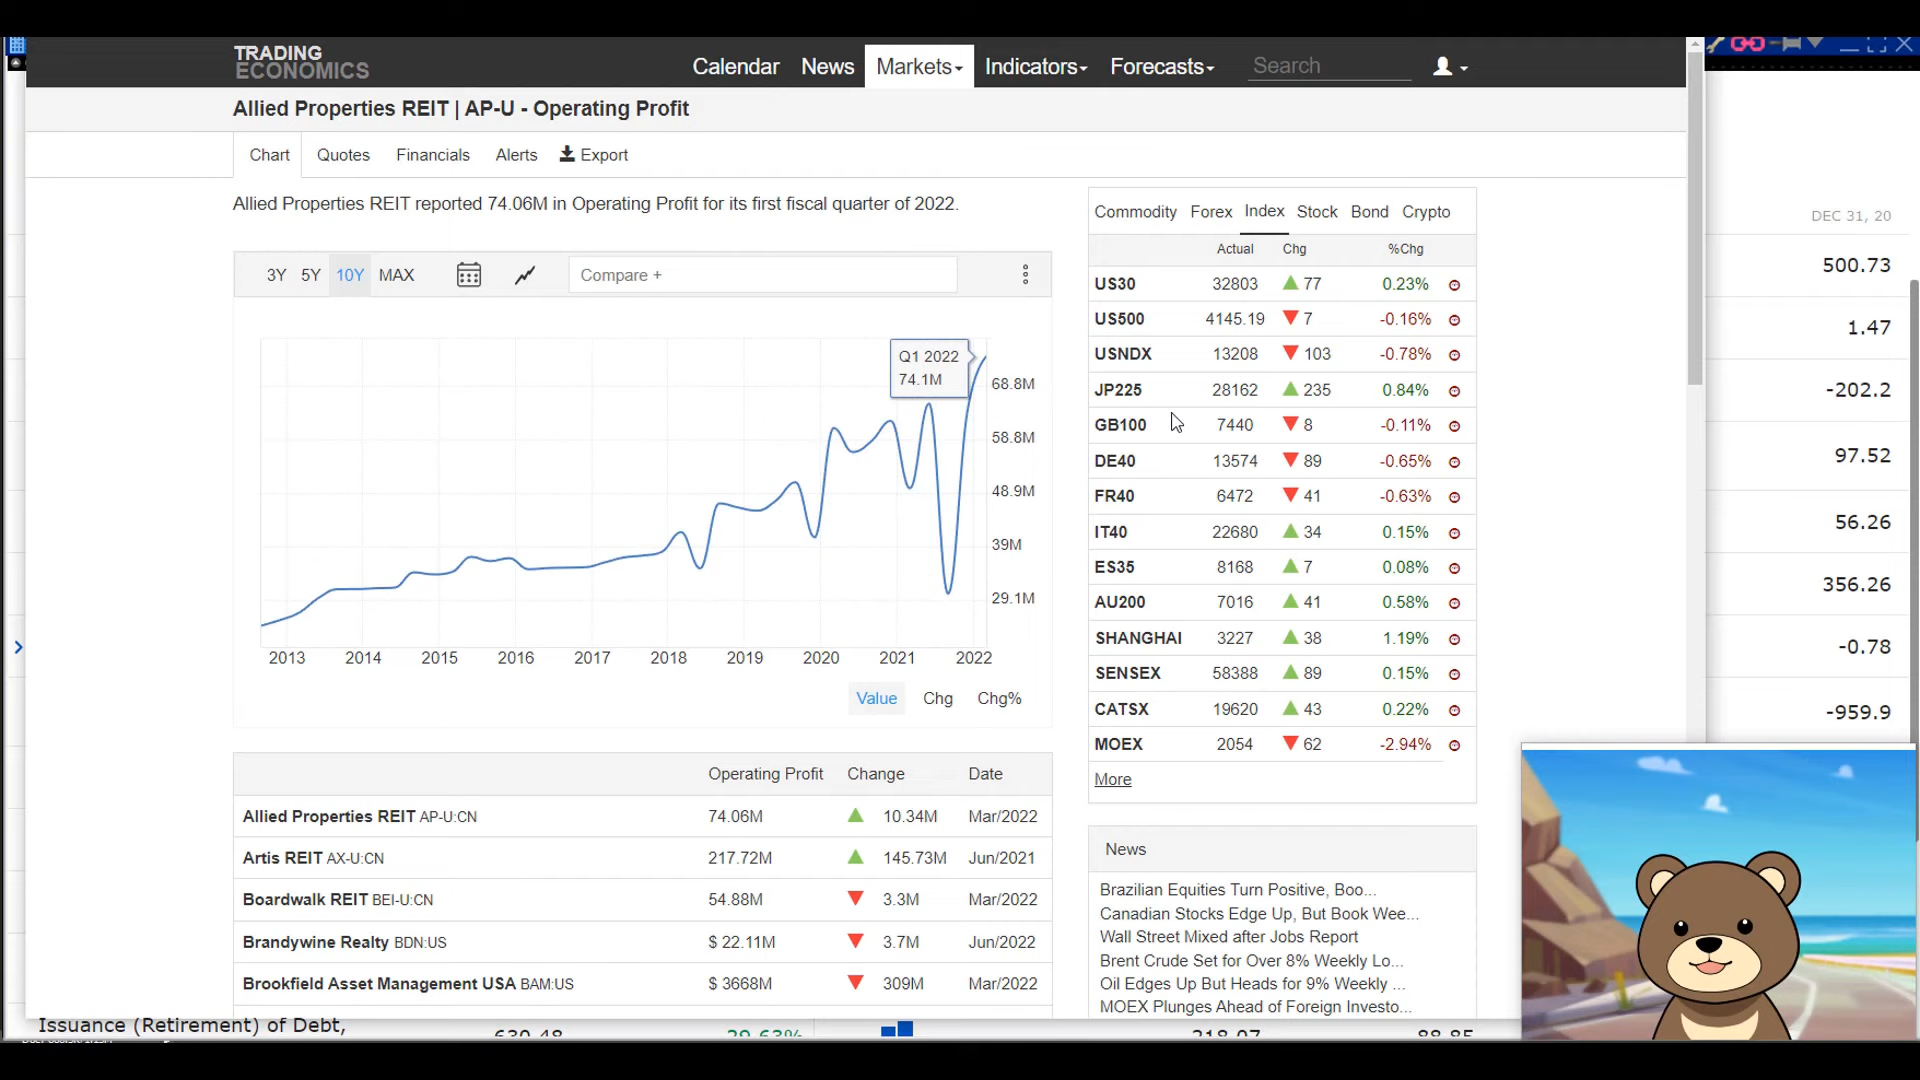 TRADING
ECONOMICS
Calendar News Markets Indicators Forecasts Search
Allied Properties REIT | AP-U - Operating Profit
Chart Quotes Financials Alerts Export
Allied Properties REIT reported 74.06M in Operating Profit for its first fiscal quarter of 2022.
3Y 5Y 10Y MAX Compare +
Q1 2022
74.1M
68.8M
58.8M
48.9M
39M
29.1M
2013 2014 2015 2016 2017 2018 2019 2020 2021 2022
Value Chg Chg%
Operating Profit Change Date
Allied Properties REIT AP-U:CN 74.06M 10.34M Mar/2022
Artis REIT AX-U:CN 217.72M 145.73M Jun/2021
Boardwalk REIT BEI-U:CN 54.88M 3.3M Mar/2022
Brandywine Realty BDN:US $ 22.11M 3.7M Jun/2022
Brookfield Asset Management USA BAM:US $ 3668M 309M Mar/2022
Commodity Forex Index Stock Bond Crypto
Actual Chg %Chg
US30 32803 77 0.23%
US500 4145.19 7 -0.16%
USNDX 13208 103 -0.78%
JP225 28162 235 0.84%
GB100 7440 8 -0.11%
DE40 13574 89 -0.65%
FR40 6472 41 -0.63%
IT40 22680 34 0.15%
ES35 8168 7 0.08%
AU200 7016 41 0.58%
SHANGHAI 3227 38 1.19%
SENSEX 58388 89 0.15%
CATSX 19620 43 0.22%
MOEX 2054 62 -2.94%
More
News
Brazilian Equities Turn Positive, Boo...
Canadian Stocks Edge Up, But Book Wee...
Wall Street Mixed after Jobs Report
Brent Crude Set for Over 8% Weekly Lo...
Oil Edges Up But Heads for 9% Weekly ...
MOEX Plunges Ahead of Foreign Investo...
DEC 31, 20
500.73
1.47
-202.2
97.52
56.26
356.26
-0.78
-959.9
Issuance (Retirement) of Debt, 630.48 29.63% 218.07 88.85